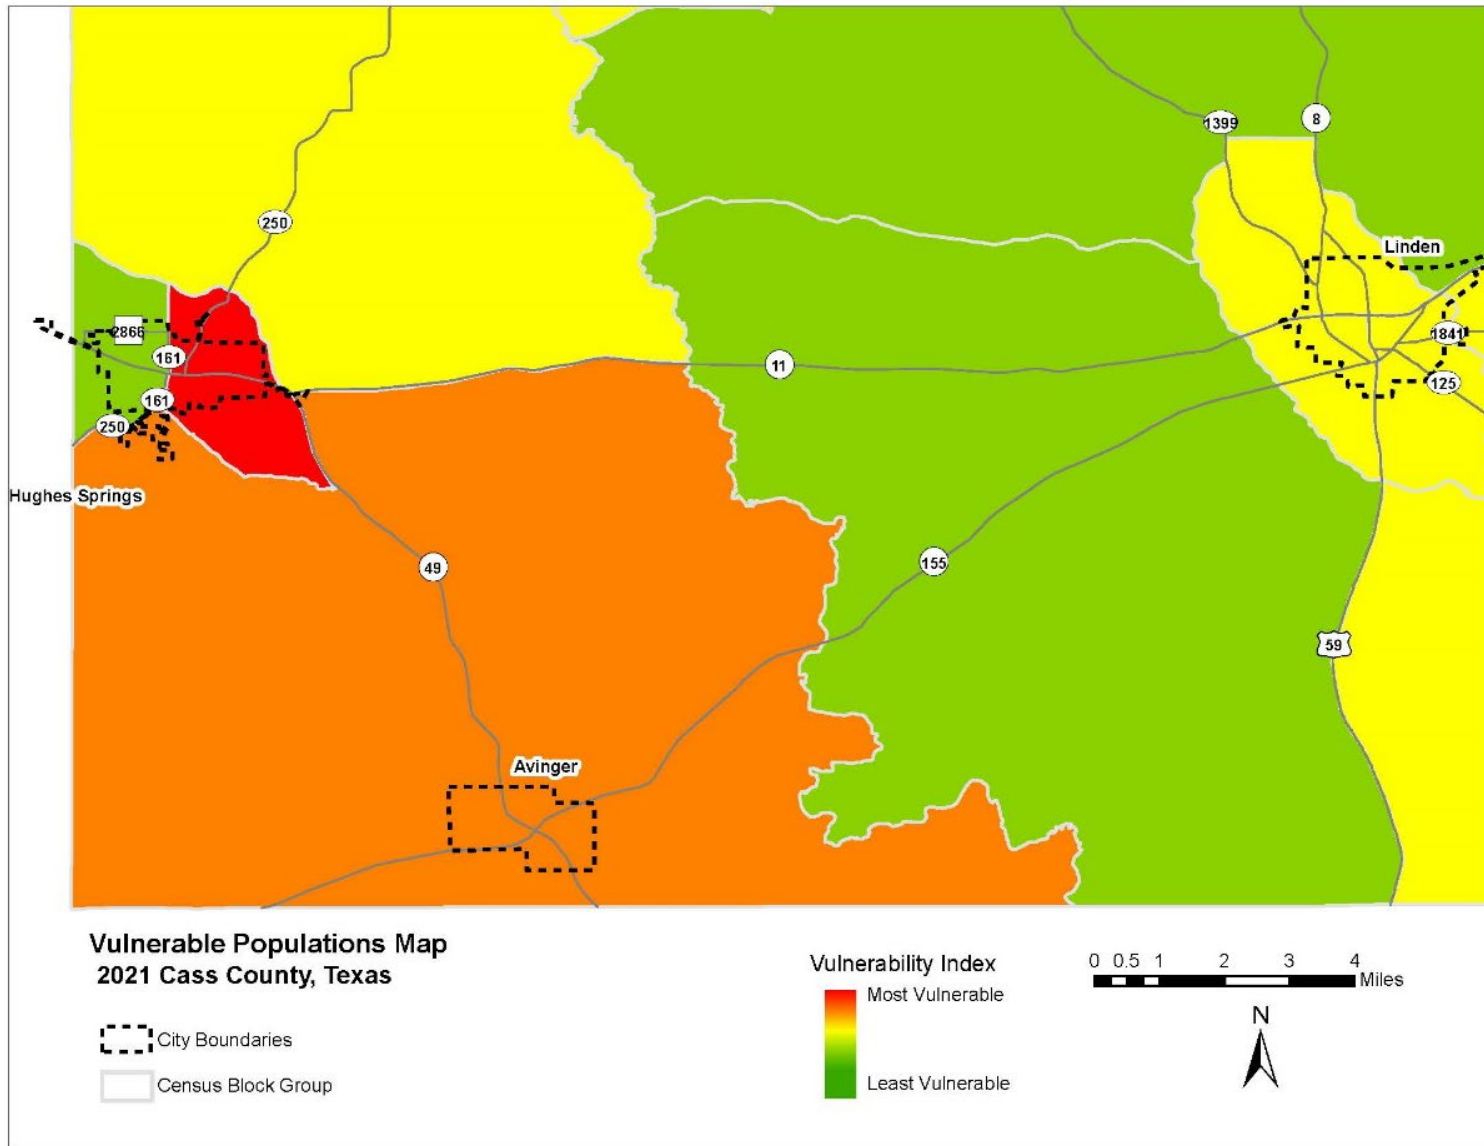 1399
8
250
Linden
2866
161
1841
11
161
125
250
Hughes Springs
49
155
59
Avinger
Vulnerable Populations Map
2021 Cass County, Texas
City Boundaries
Census Block Group
Vulnerability Index
Most Vulnerable
Least Vulnerable
0 0.5 1 2 3 4
Miles
N